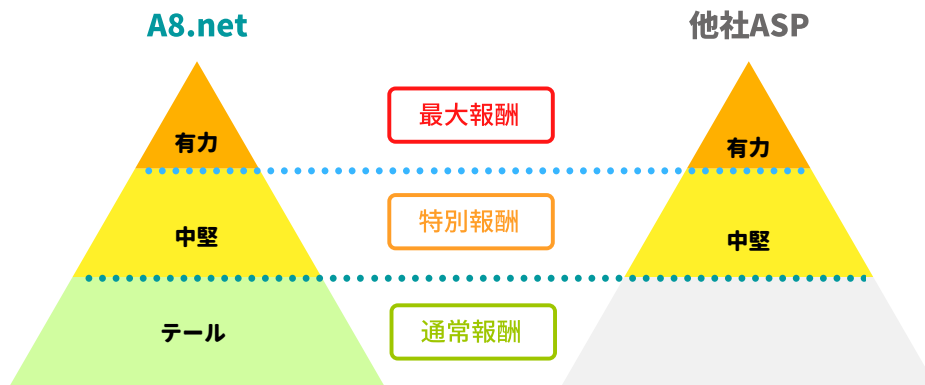 A8.net
他社ASP
最大報酬
有力
有力
特別報酬
中堅
中堅
通常報酬
テール